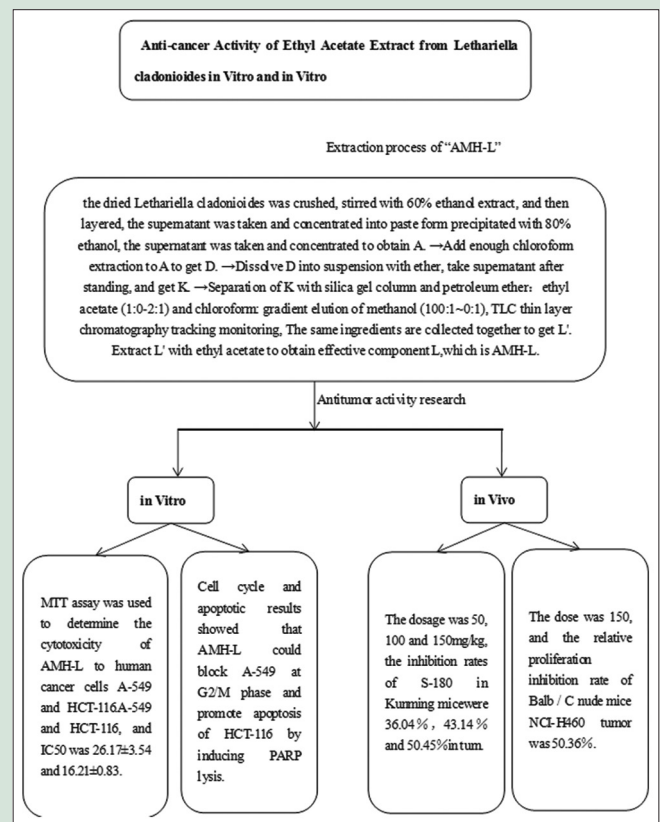 Anti-cancer Activity of Ethyl Acetate Extract from Lethariella
cladonioides in Vitro and in Vitro
Extraction process of “AMH-L”
the dried Lethariella cladonioides was crushed, stirred with 60% ethanol extract, and then
layered, the supernatant was taken and concentrated into paste form precipitated with 80%
ethanol, the supernatant was taken and concentrated to obtain A. →Add enough chloroform
extraction to A to get D. →Dissolve D into suspension with ether, take supernatant after
standing, and get K. →Separation of K with silica gel column and petroleum ether: ethyl
acetate (1:0-2:1) and chloroform: gradient elution of methanol (100:1~0:1), TLC thin layer
chromatography tracking monitoring, The same ingredients are collected together to get L'.
Extract L' with ethyl acetate to obtain effective component L,which is AMH-L.
Antitumor activity research
in Vitro
in Vivo
MTT assay was used
to determine the
cytotoxicity of
AMH-L to human
cancer cells A-549
and HCT-116A-549
and HCT-116, and
IC50 was 26.17±3.54
and 16.21±0.83.
Cell cycle and
apoptotic results
showed that
AMH-L could
block A-549 at
G2/M phase and
promote apoptosis
of HCT-116 by
inducing PARP
lysis.
The dosage was 50,
100 and 150mg/kg,
the inhibition rates
of S-180 in
Kunming micewere
36.04%, 43.14%
and 50.45%in turn.
The dose was 150,
and the relative
proliferation
inhibition rate of
Balb / C nude mice
NCI-H460 tumor
was 50.36%.